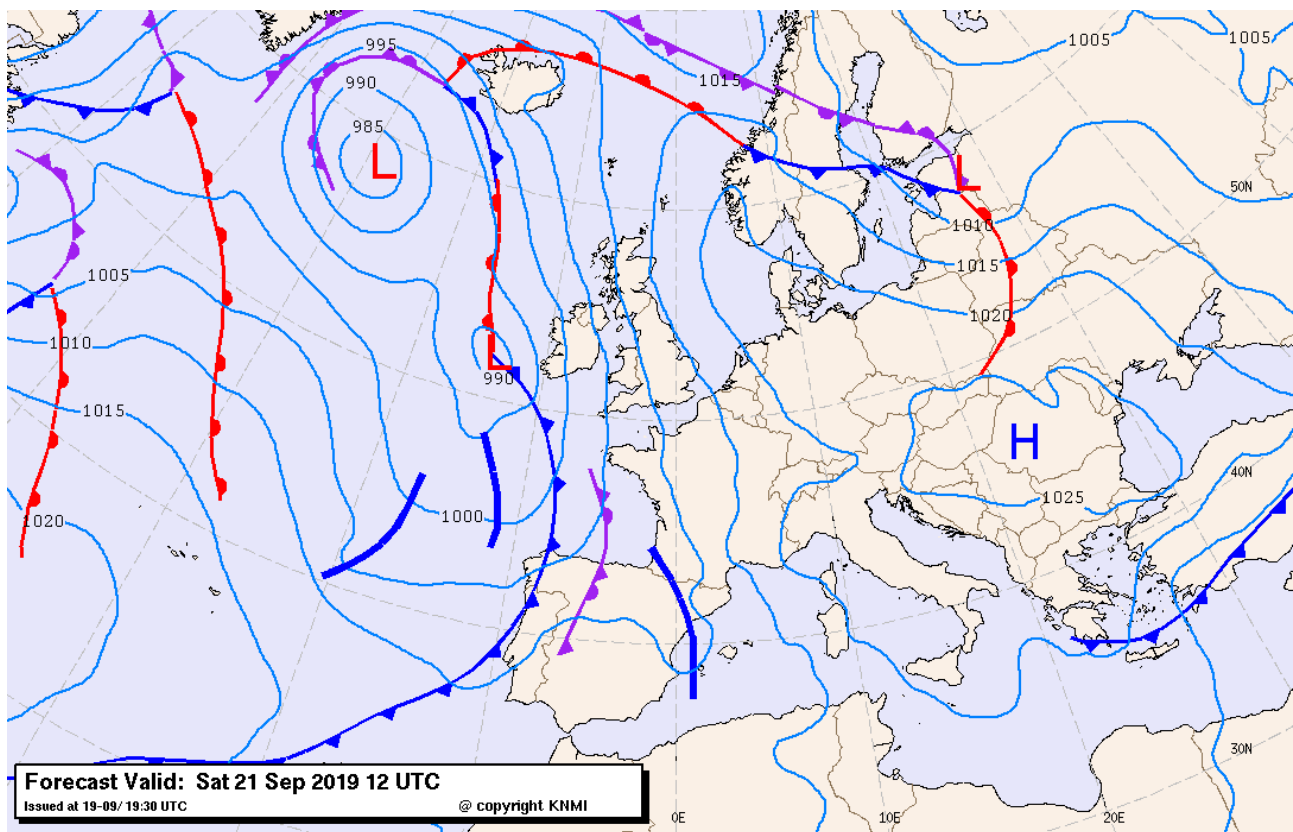 995
1005
1005
990
1015
985
L
L
50N
1010
1005
1015
1020
1010
L
990
1015
H
40N
1025
1000
1020
30N
Forecast Valid: Sat 21 Sep 2019 12 UTC
Issued at 19-09/ 19:30 UTC @ copyright KNMI
0E 10E 20E